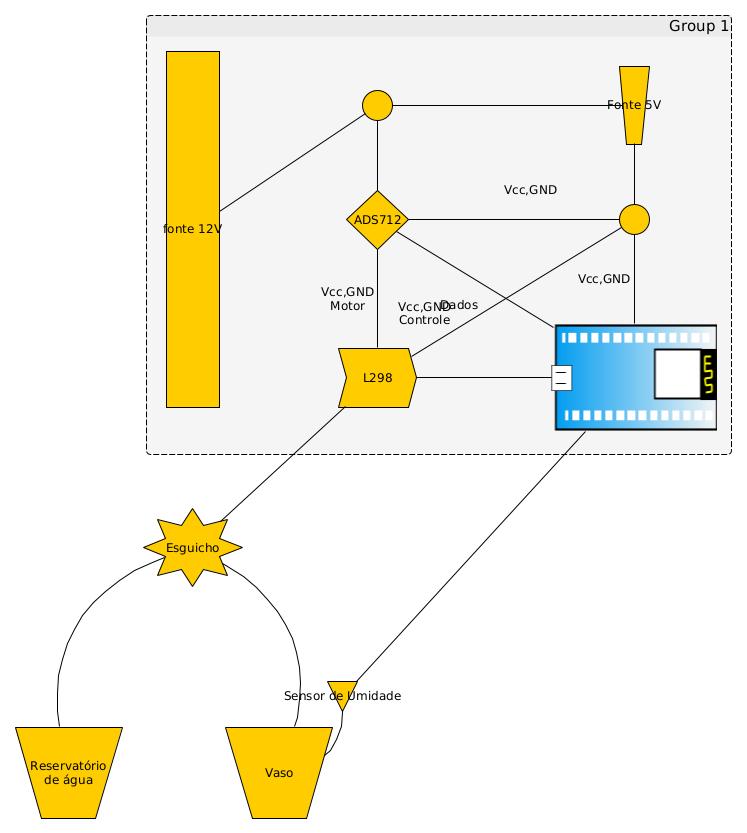 Group 1
Fonte 5V
Vcc,GND
ADS712
fonte 12V
Vcc,GND
Vcc,GND
Motor
Vcc,GND
Controle
Dados
L298
Esguicho
Sensor de Umidade
Reservatório
de água
Vaso